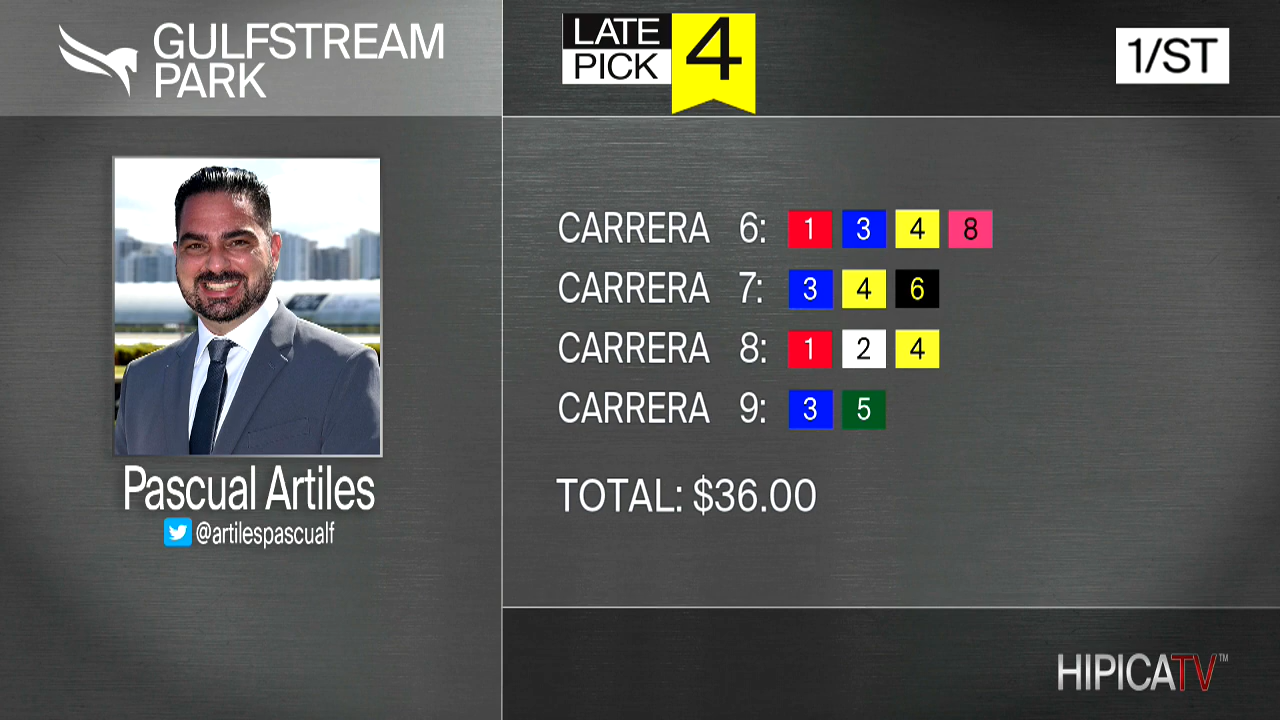 GULFSTREAM
PARK
LATE
PICK
4
1/ST
CARRERA 6: 1 3 4 8
CARRERA 7: 3 4 6
CARRERA 8: 1 2 4
CARRERA 9: 3 5
TOTAL: $36.00
Pascual Artiles
@artilespascualf
HIPICATV™